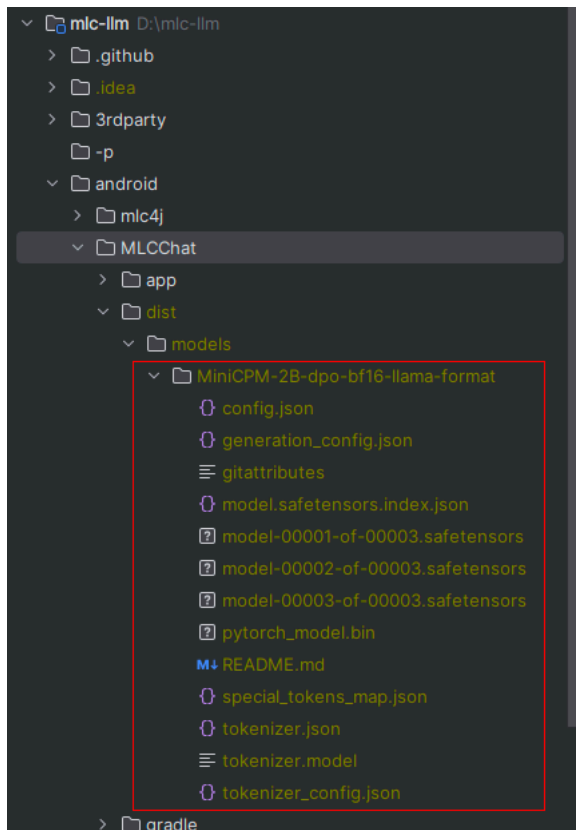 mlc-llm D:\mlc-llm
.github
.idea
3rdparty
-p
android
mlc4j
MLCChat
app
dist
models
MiniCPM-2B-dpo-bf16-llama-format
{} config.json
{} generation_config.json
gitattributes
{} model.safetensors.index.json
? model-00001-of-00003.safetensors
? model-00002-of-00003.safetensors
? model-00003-of-00003.safetensors
? pytorch_model.bin
M↓ README.md
{} special_tokens_map.json
{} tokenizer.json
tokenizer.model
{} tokenizer_config.json
gradle